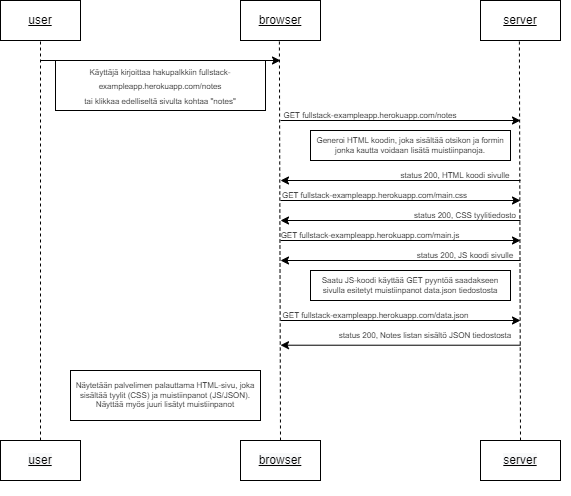 user browser server
Käyttäjä kirjoittaa hakupalkkiin fullstack-
exampleapp.herokuapp.com/notes
tai klikkaa edelliseltä sivulta kohtaa "notes"
GET fullstack-exampleapp.herokuapp.com/notes
Generoi HTML koodin, joka sisältää otsikon ja formin
jonka kautta voidaan lisätä muistiinpanoja.
status 200, HTML koodi sivulle
GET fullstack-exampleapp.herokuapp.com/main.css
status 200, CSS tyylitiedosto
GET fullstack-exampleapp.herokuapp.com/main.js
status 200, JS koodi sivulle
Saatu JS-koodi käyttää GET pyyntöä saadakseen
sivulla esitetyt muistiinpanot data.json tiedostosta
GET fullstack-exampleapp.herokuapp.com/data.json
status 200, Notes listan sisältö JSON tiedostosta
Näytetään palvelimen palauttama HTML-sivu, joka
sisältää tyylit (CSS) ja muistiinpanot (JS/JSON).
Näyttää myös juuri lisätyt muistiinpanot
user browser server